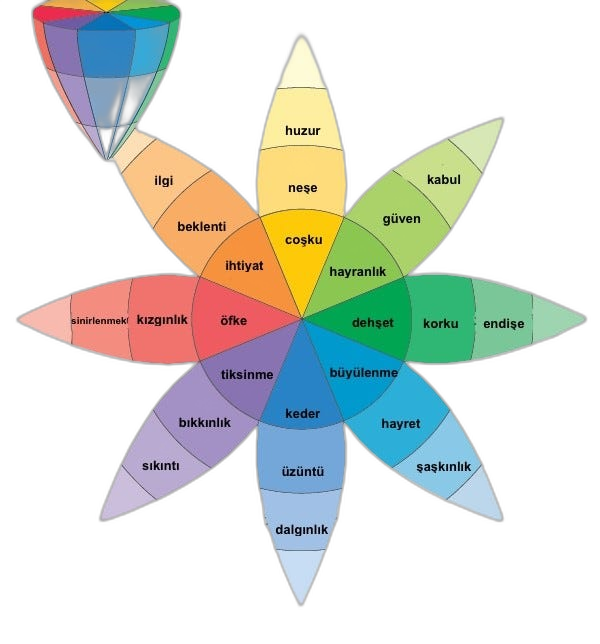 huzur
ilgi
kabul
neşe
beklenti
güven
coşku
ihtiyat
hayranlık
sinirlenmek
kızgınlık
öfke
dehşet
korku
endişe
tiksinme
büyülenme
keder
bıkkınlık
hayret
sıkıntı
üzüntü
şaşkınlık
dalgınlık